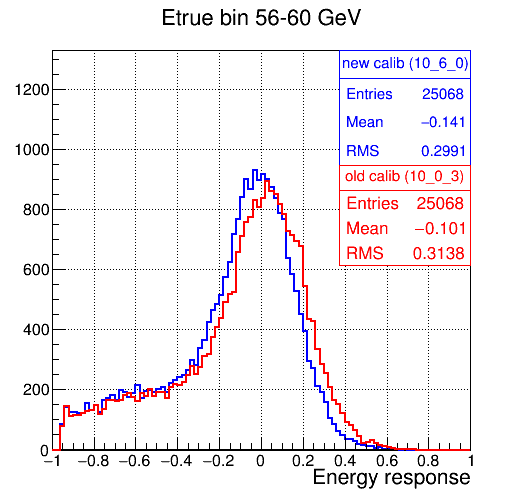 Etrue bin 56-60 GeV
new calib (10_6_0)
Entries 25068
Mean −0.141
RMS 0.2991
old calib (10_0_3)
Entries 25068
Mean −0.101
RMS 0.3138
1200
1000
800
600
400
200
0
−1 −0.8 −0.6 −0.4 −0.2 0 0.2 0.4 0.6 0.8 1
Energy response